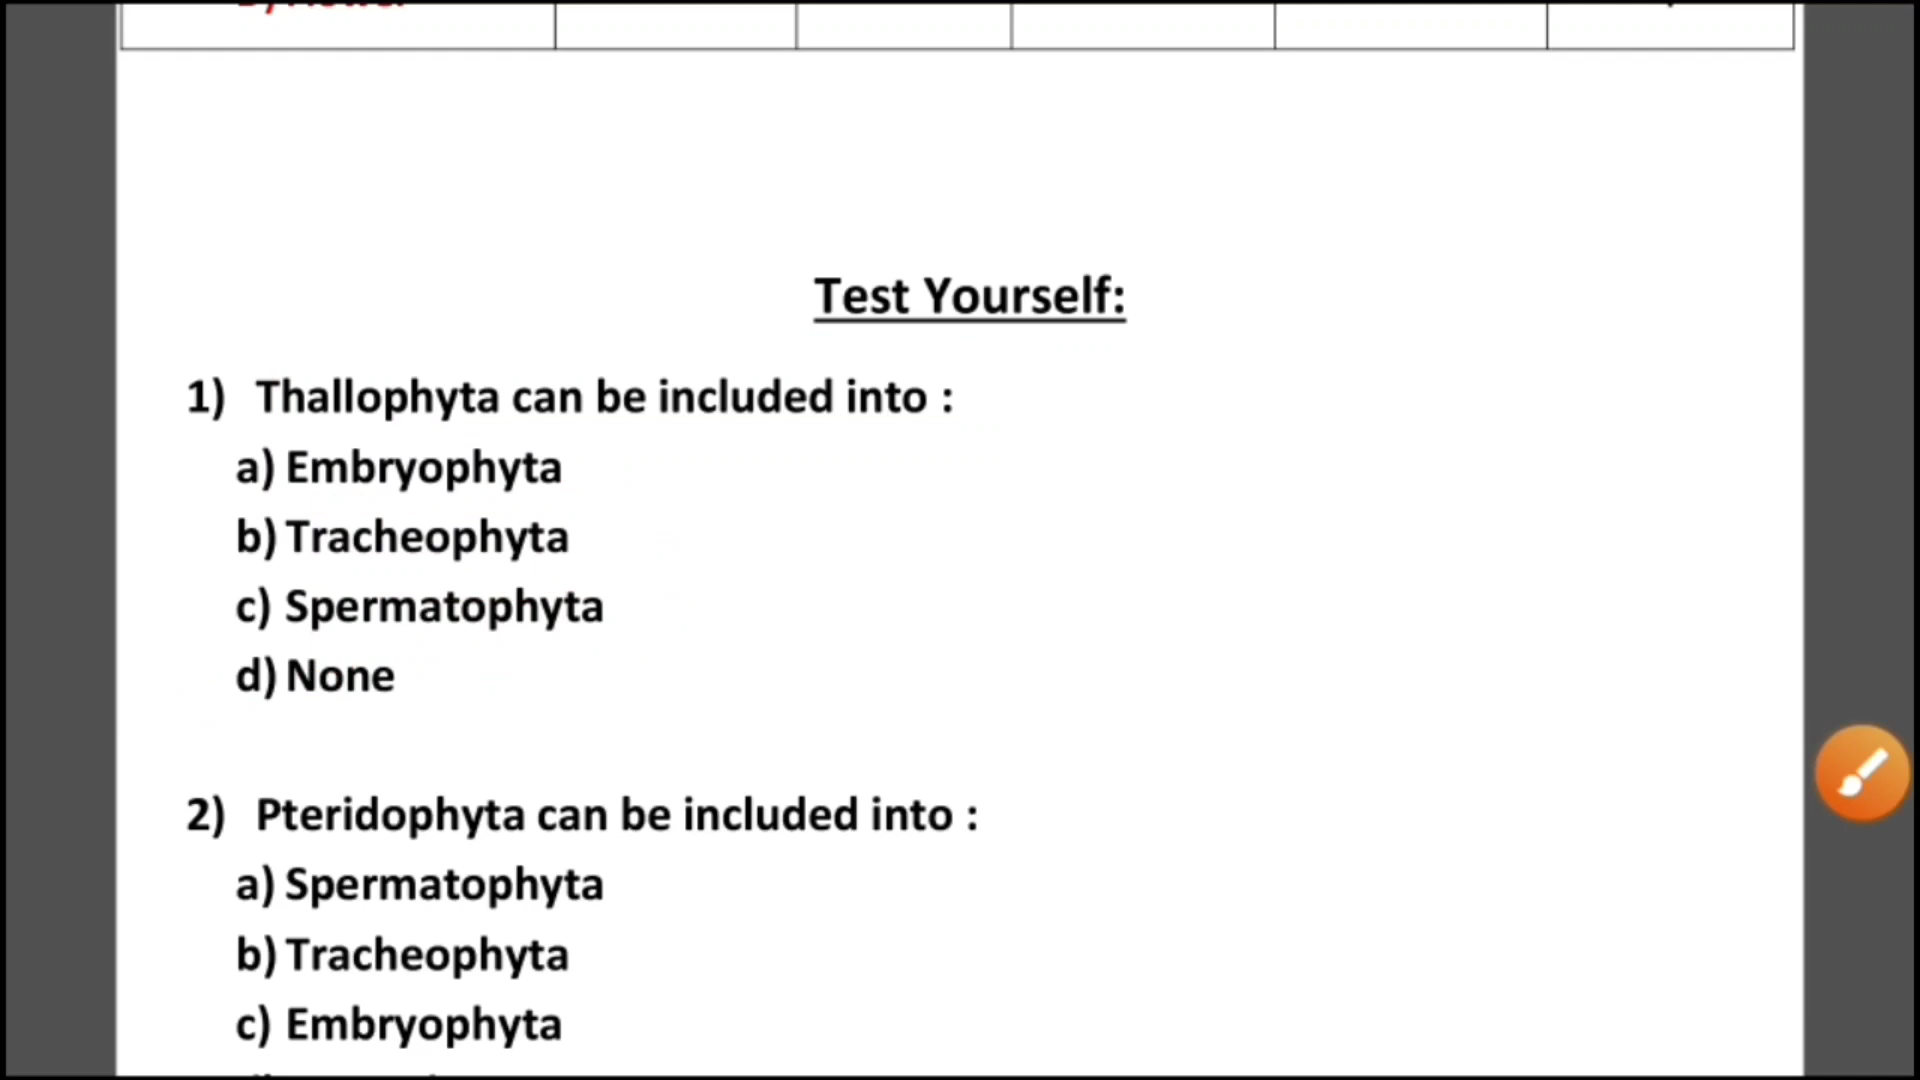 Test Yourself:
1) Thallophyta can be included into :
a) Embryophyta
b) Tracheophyta
c) Spermatophyta
d) None
2) Pteridophyta can be included into :
a) Spermatophyta
b) Tracheophyta
c) Embryophyta